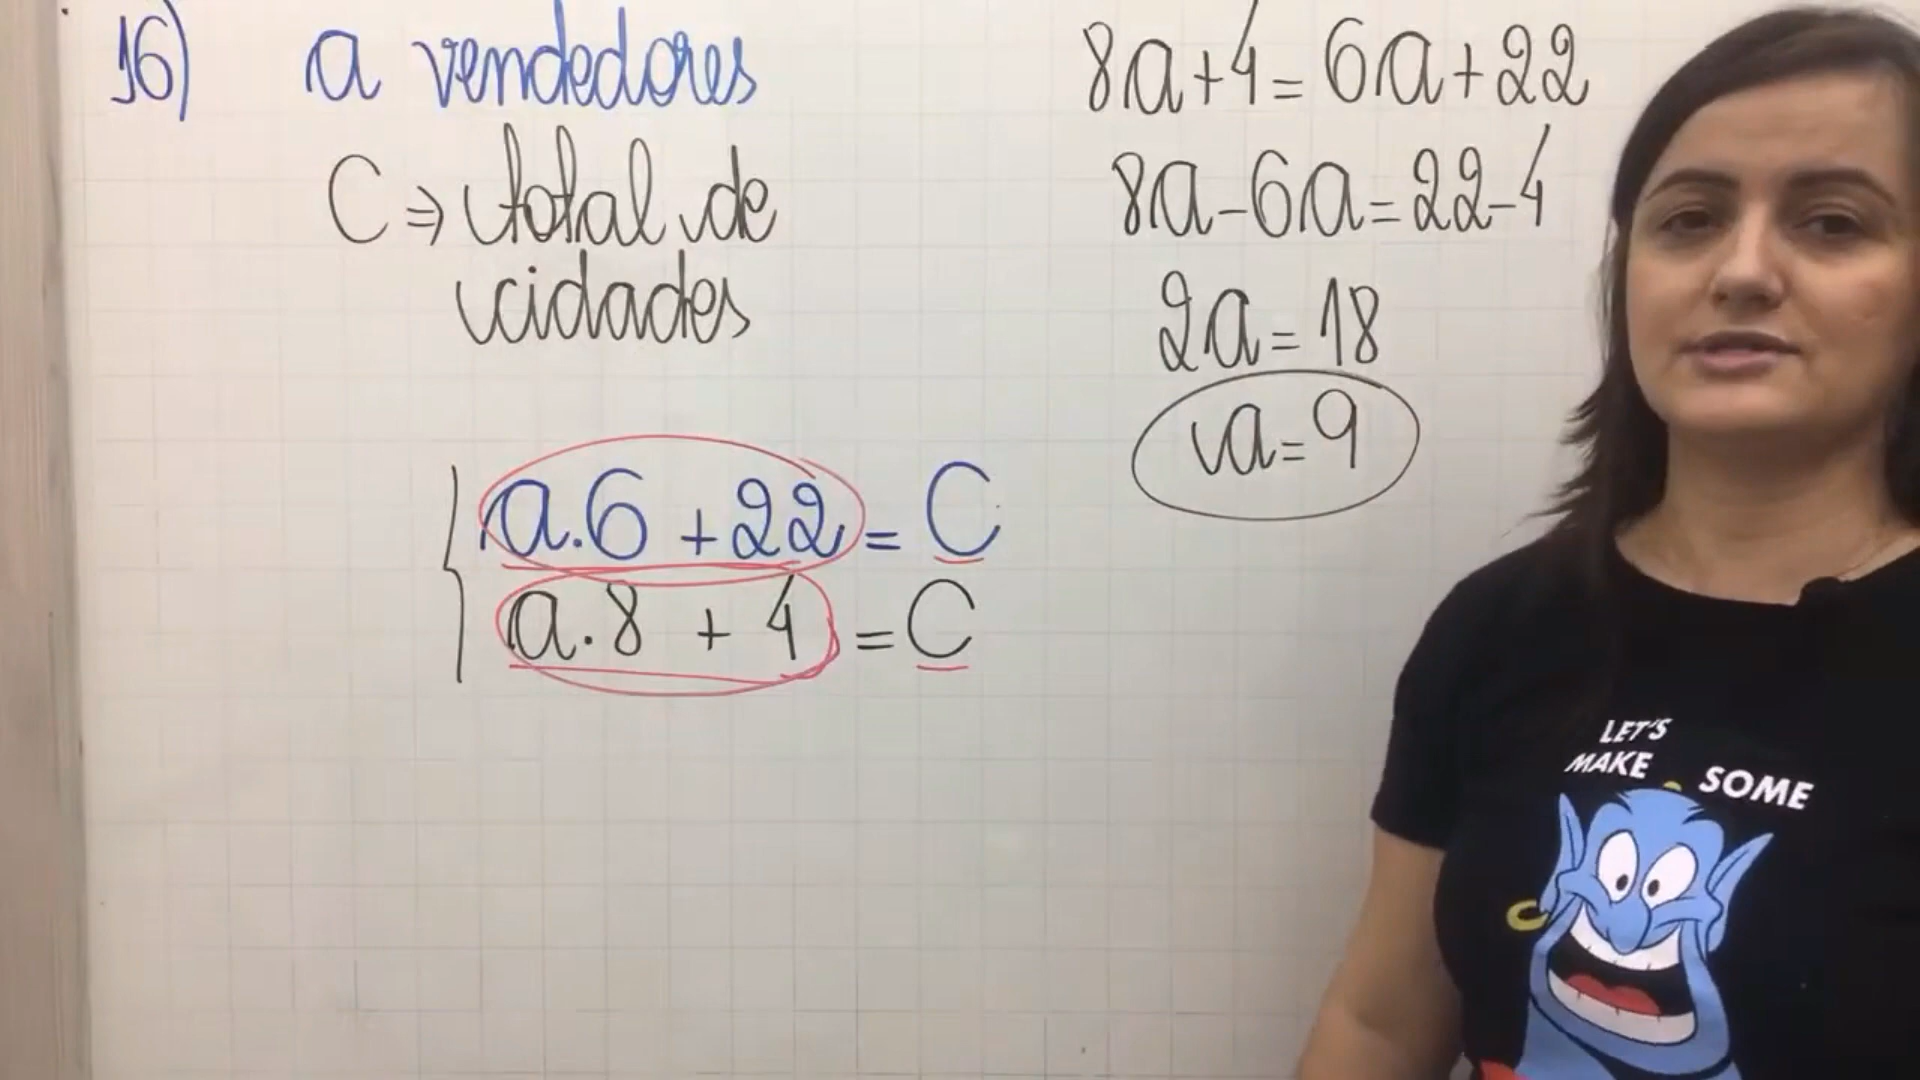 16) a vendedores
C ⇒ total de
cidades
a.6 + 22 = C
a.8 + 4 = C
8a+4=6a+22
8a-6a=22-4
2a=18
a=9
LET'S
MAKE SOME